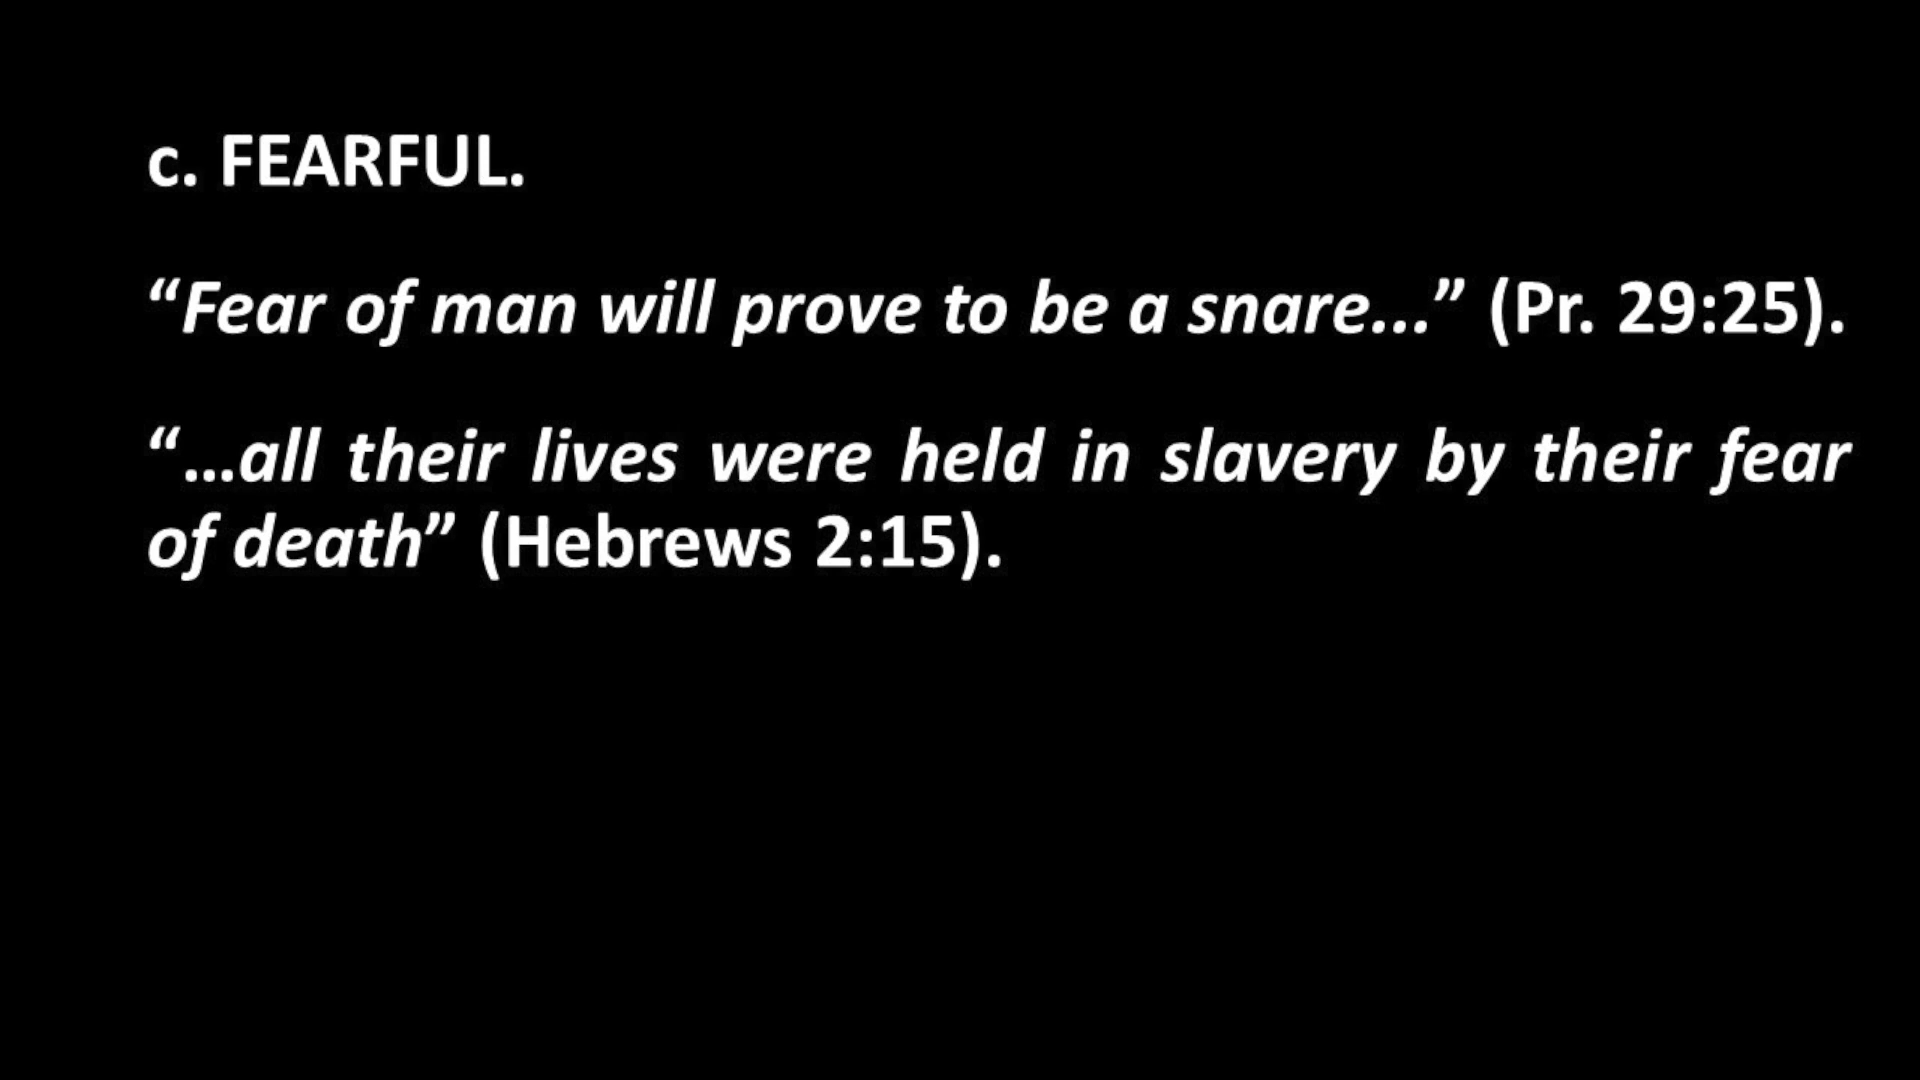 c. FEARFUL.
“Fear of man will prove to be a snare...” (Pr. 29:25).
“…all their lives were held in slavery by their fear
of death” (Hebrews 2:15).